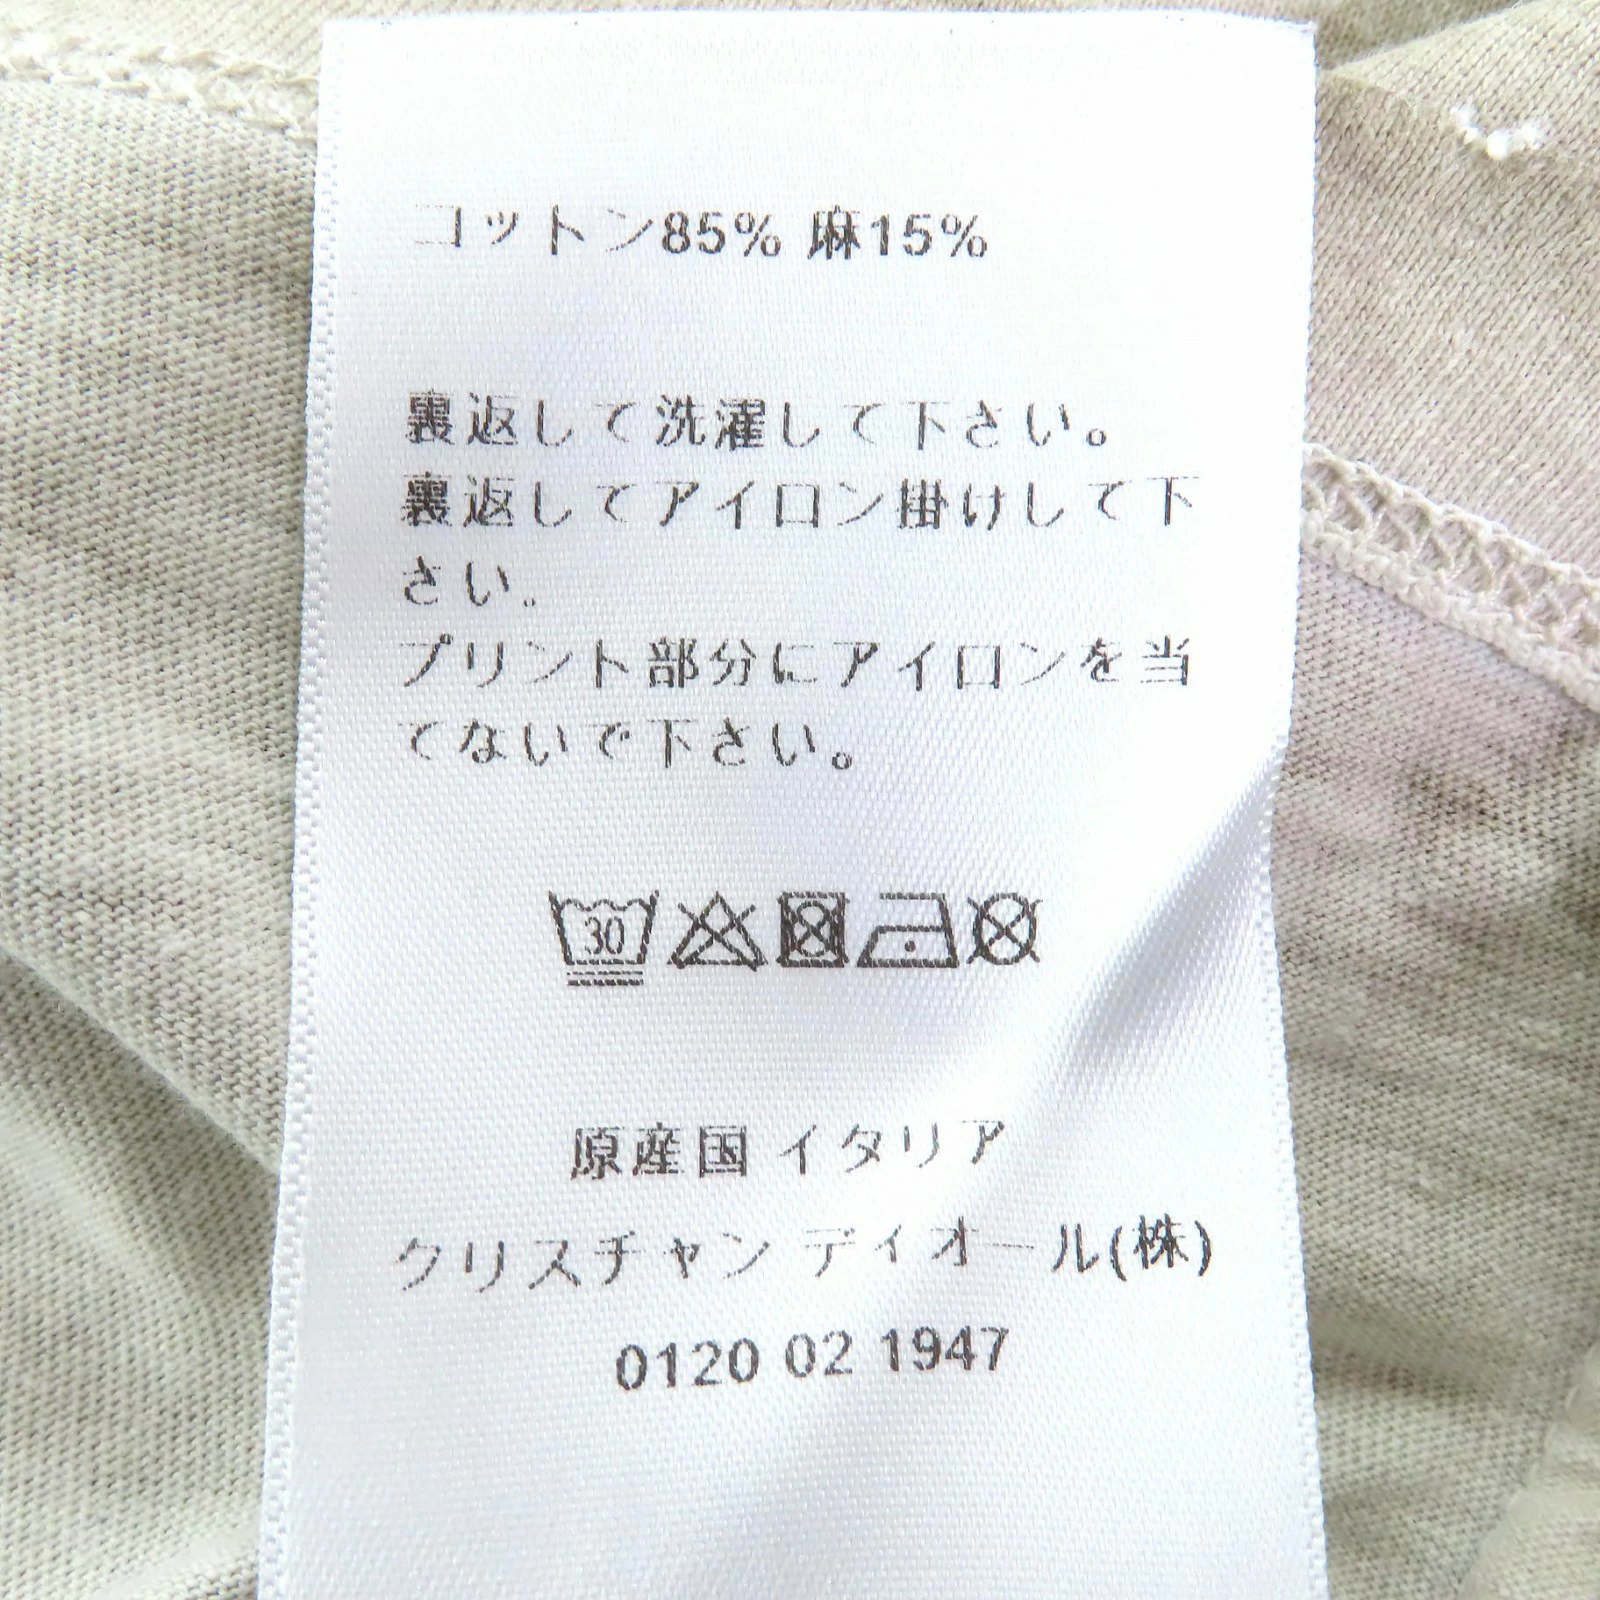 コットン85% 麻15%
裏返して洗濯して下さい。
裏返してアイロン掛けして下
さい。
プリント部分にアイロンを当
てないで下さい。
30
原産国 イタリア
クリスチャン ディオール(株)
0120 02 1947